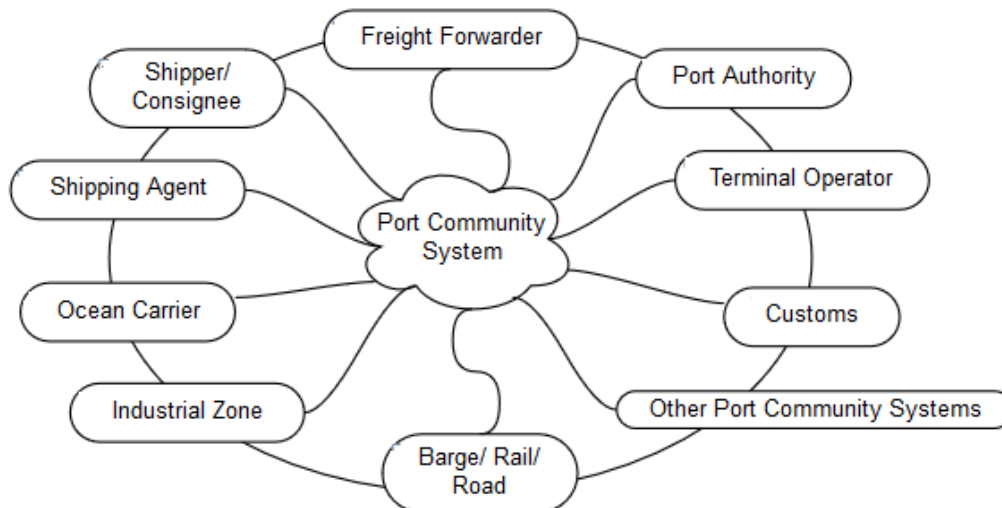 Freight Forwarder
Shipper/
Consignee
Port Authority
Shipping Agent
Terminal Operator
Port Community
System
Ocean Carrier
Customs
Industrial Zone
Other Port Community Systems
Barge/ Rail/
Road